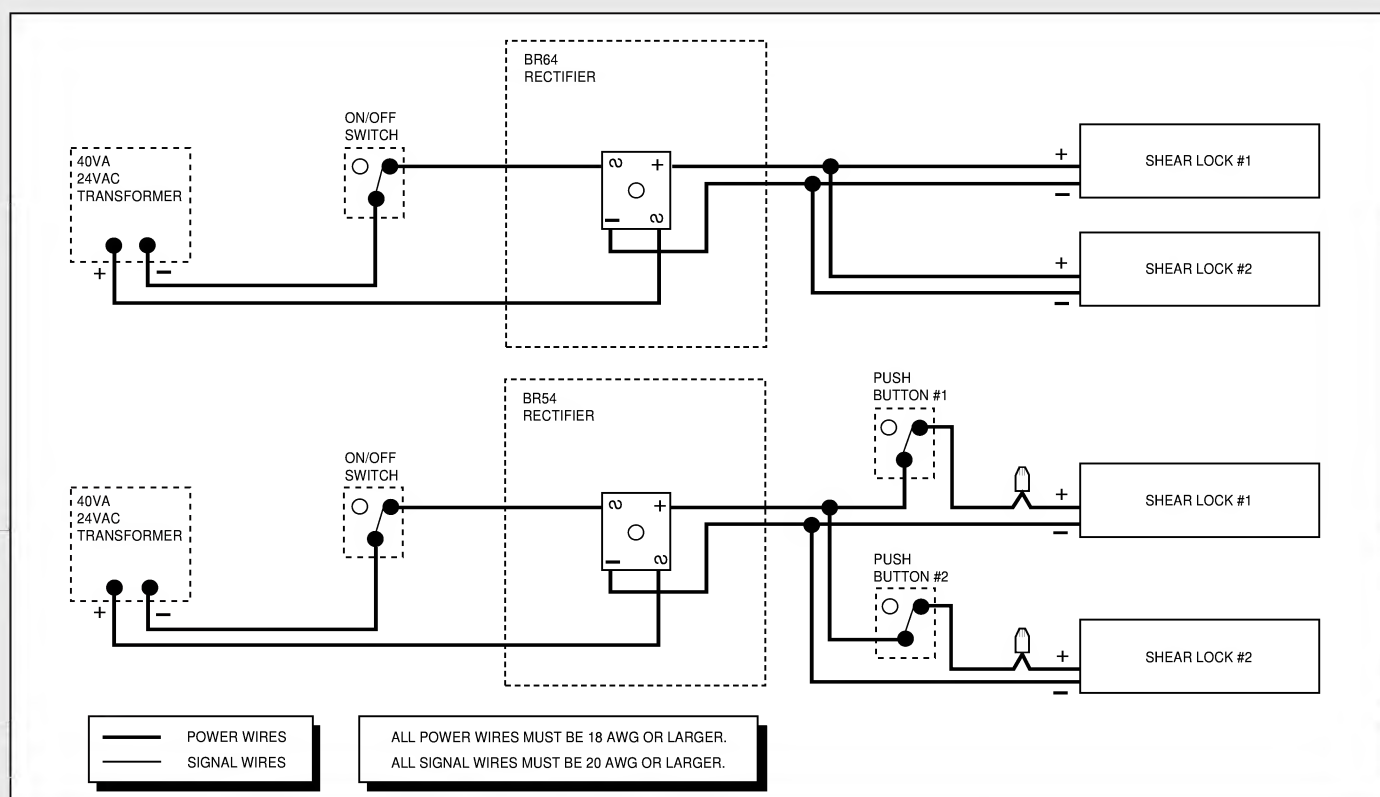 BR64
RECTIFIER
ON/OFF
SWITCH
40VA
24VAC
TRANSFORMER
+
−
S
+
−
S
+
−
SHEAR LOCK #1
+
−
SHEAR LOCK #2
BR54
RECTIFIER
PUSH
BUTTON #1
ON/OFF
SWITCH
40VA
24VAC
TRANSFORMER
+
−
S
+
−
S
+
−
SHEAR LOCK #1
PUSH
BUTTON #2
+
−
SHEAR LOCK #2
POWER WIRES
SIGNAL WIRES
ALL POWER WIRES MUST BE 18 AWG OR LARGER.
ALL SIGNAL WIRES MUST BE 20 AWG OR LARGER.